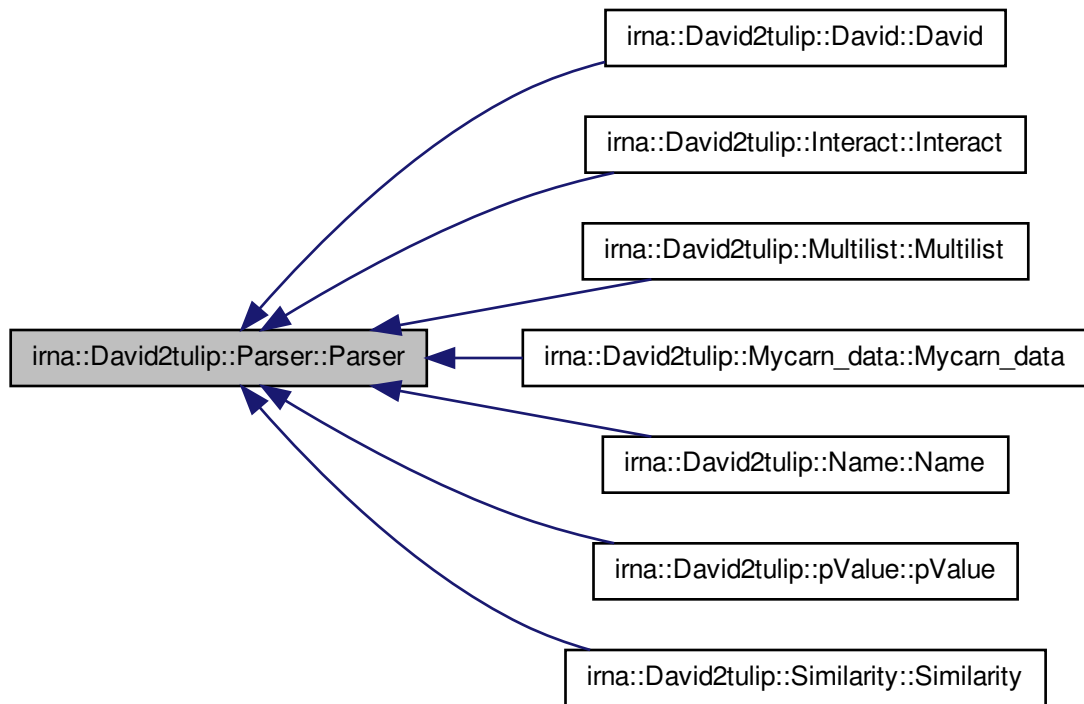 irna::David2tulip::David::David
irna::David2tulip::Interact::Interact
irna::David2tulip::Multilist::Multilist
irna::David2tulip::Parser::Parser
irna::David2tulip::Mycarn_data::Mycarn_data
irna::David2tulip::Name::Name
irna::David2tulip::pValue::pValue
irna::David2tulip::Similarity::Similarity